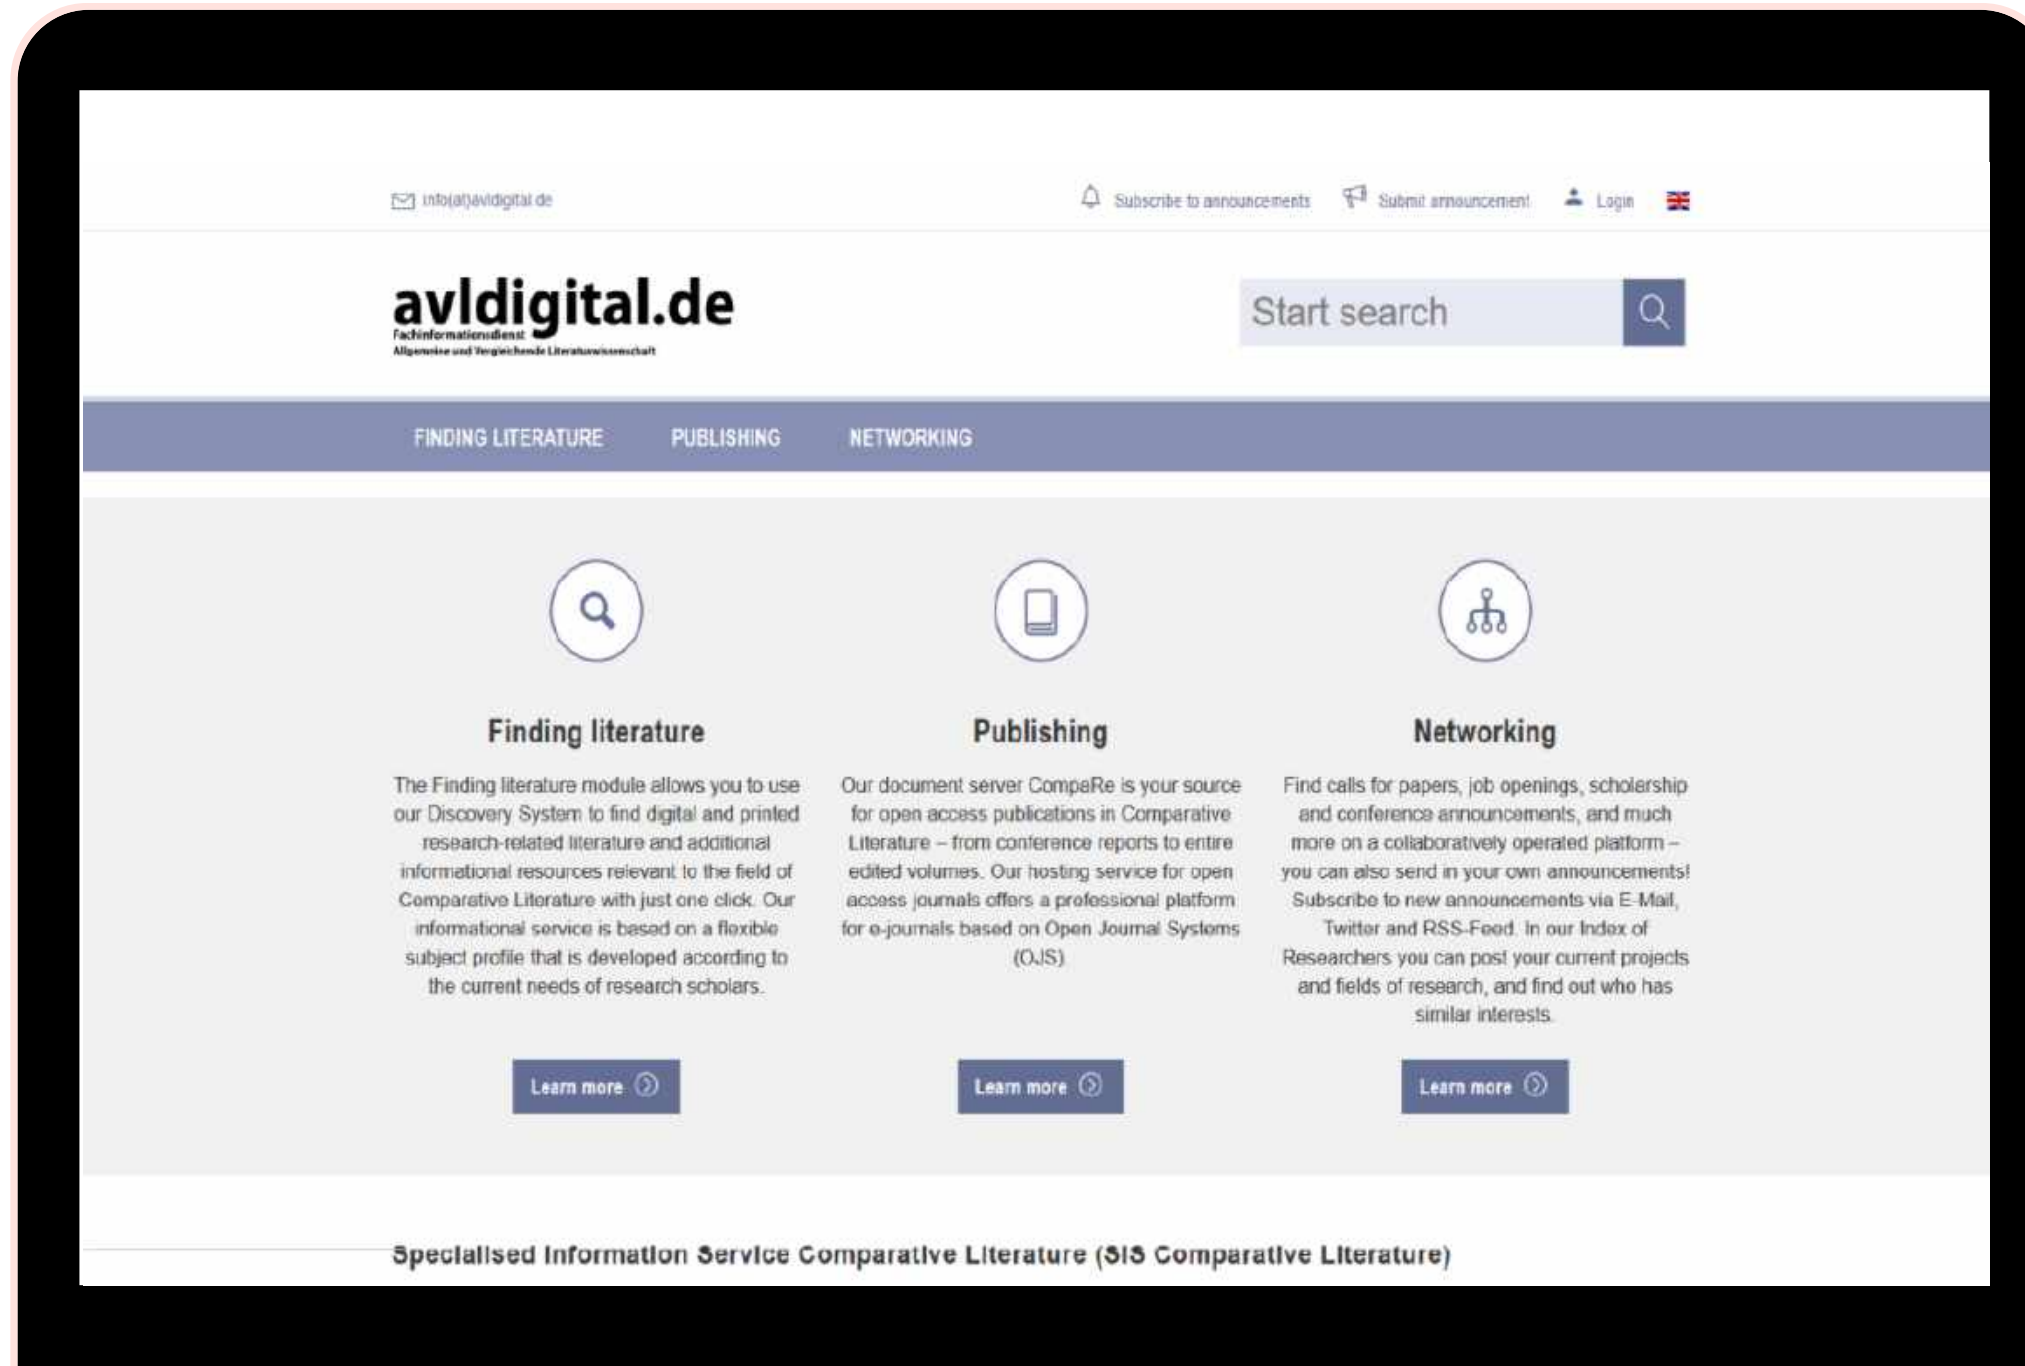 info(at)avldigital.de
Subscribe to announcements
Submit announcement
Login
avldigital.de
Fachinformationsdienst
Allgemeine und Vergleichende Literaturwissenschaft
Start search
FINDING LITERATURE
PUBLISHING
NETWORKING
Finding literature
The Finding literature module allows you to use
our Discovery System to find digital and printed
research-related literature and additional
informational resources relevant to the field of
Comparative Literature with just one click. Our
informational service is based on a flexible
subject profile that is developed according to
the current needs of research scholars.
Learn more
Publishing
Our document server CompaRe is your source
for open access publications in Comparative
Literature – from conference reports to entire
edited volumes. Our hosting service for open
access journals offers a professional platform
for e-journals based on Open Journal Systems
(OJS)
Learn more
Networking
Find calls for papers, job openings, scholarship
and conference announcements, and much
more on a collaboratively operated platform –
you can also send in your own announcements!
Subscribe to new announcements via E-Mail,
Twitter and RSS-Feed. In our Index of
Researchers you can post your current projects
and fields of research, and find out who has
similar interests.
Learn more
Specialised Information Service Comparative Literature (SIS Comparative Literature)